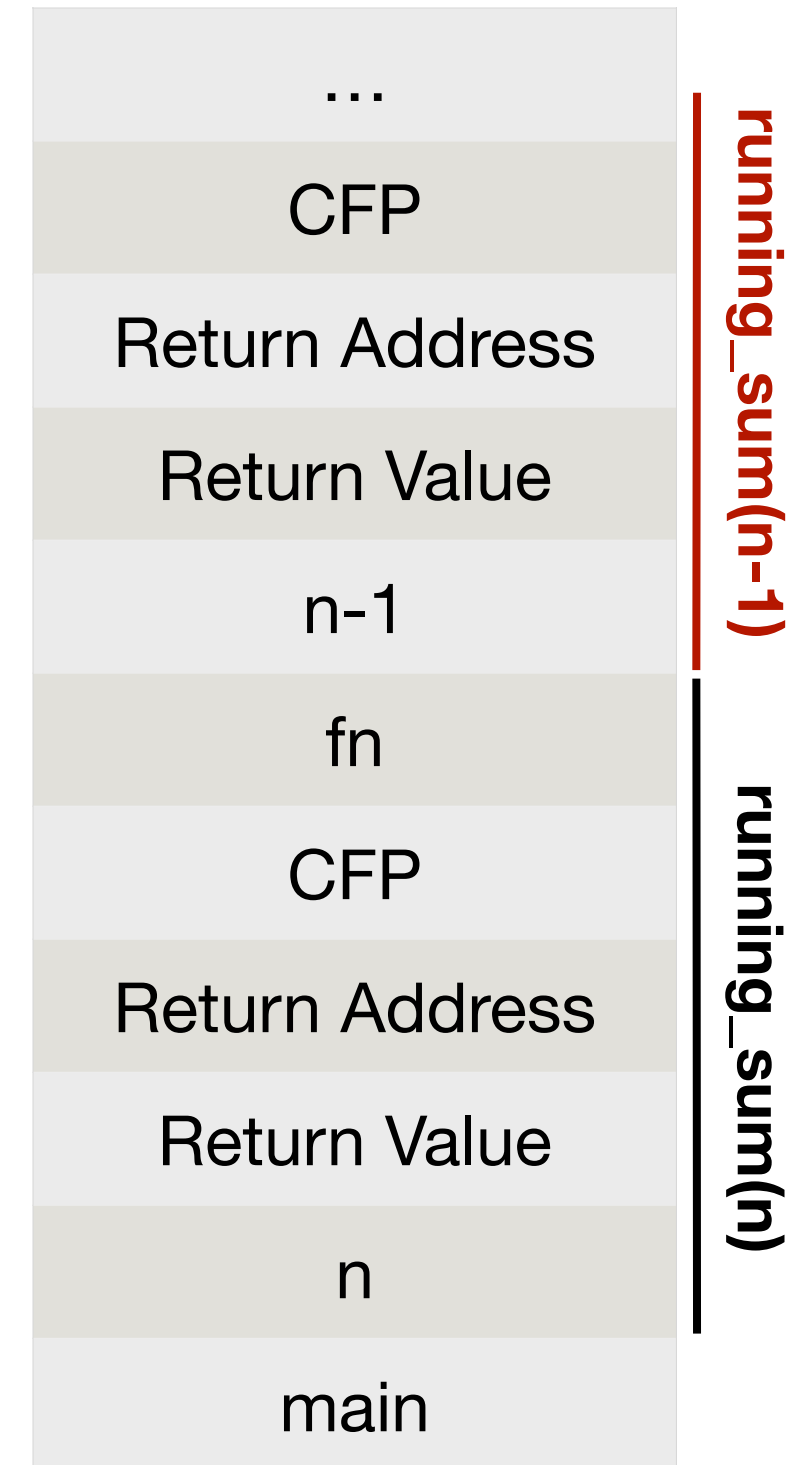 ...
CFP
Return Address
Return Value
n-1
fn
CFP
Return Address
Return Value
n
main
running_sum(n-1)
running_sum(n)